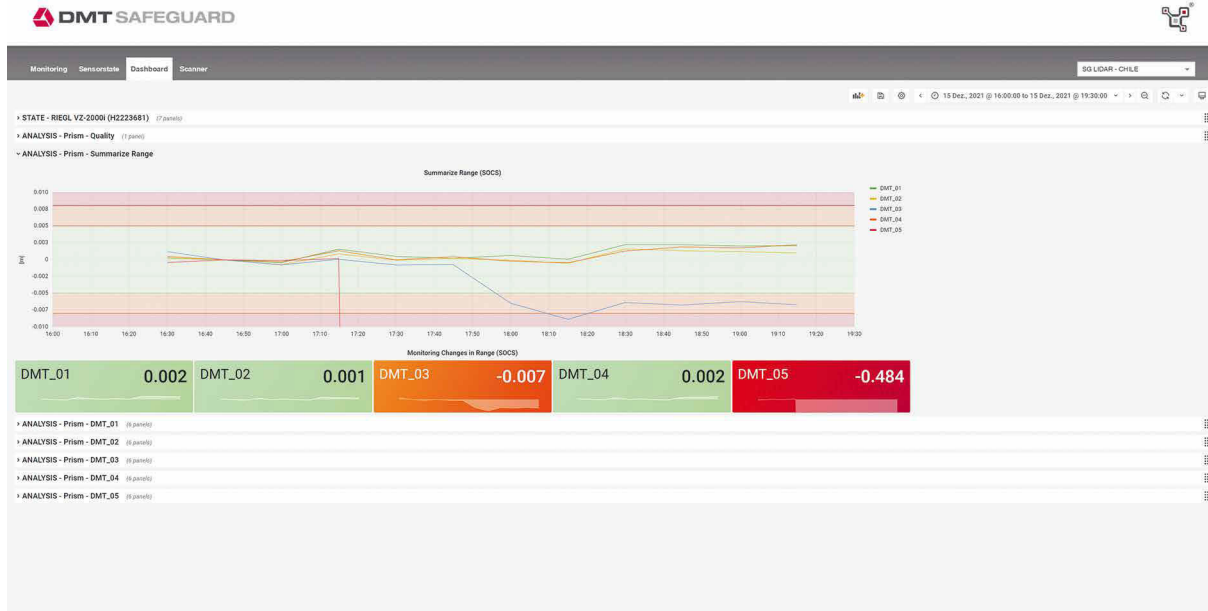 DMT SAFEGUARD
Monitoring Sensorstate Dashboard Scanner
SG LIDAR - CHILE
15 Dez., 2021 @ 16:00:00 to 15 Dez., 2021 @ 19:30:00
STATE - RIEGL VZ-2000i (H2223681) (7 panels)
ANALYSIS - Prism - Quality (1 panel)
ANALYSIS - Prism - Summarize Range
Summarize Range (SOCS)
0.010
0.008
0.005
0.003
0
-0.002
-0.005
-0.007
-0.010
[m]
16:00 16:10 16:20 16:30 16:40 16:50 17:00 17:10 17:20 17:30 17:40 17:50 18:00 18:10 18:20 18:30 18:40 18:50 19:00 19:10 19:20 19:30
DMT_01
DMT_02
DMT_03
DMT_04
DMT_05
Monitoring Changes in Range (SOCS)
DMT_01 0.002 DMT_02 0.001 DMT_03 -0.007 DMT_04 0.002 DMT_05 -0.484
ANALYSIS - Prism - DMT_01 (6 panels)
ANALYSIS - Prism - DMT_02 (6 panels)
ANALYSIS - Prism - DMT_03 (6 panels)
ANALYSIS - Prism - DMT_04 (6 panels)
ANALYSIS - Prism - DMT_05 (6 panels)